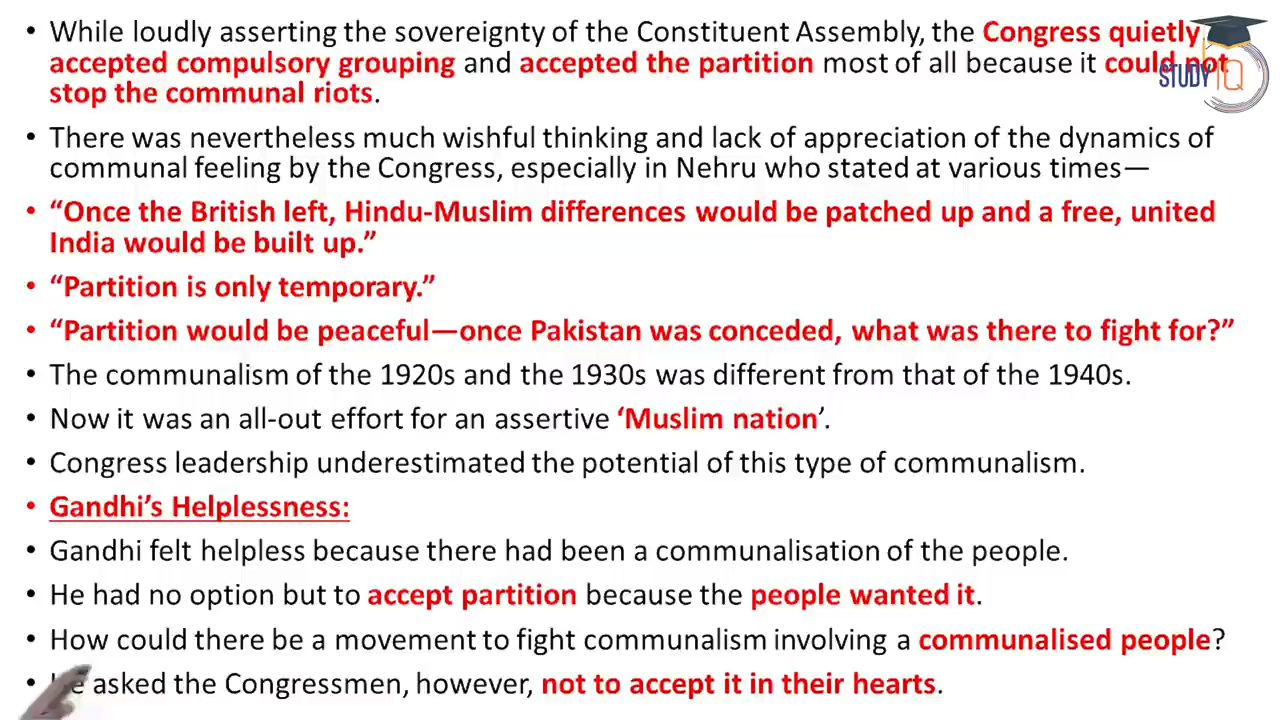 • While loudly asserting the sovereignty of the Constituent Assembly, the Congress quietly
accepted compulsory grouping and accepted the partition most of all because it could not
stop the communal riots.
STUDY IQ
• There was nevertheless much wishful thinking and lack of appreciation of the dynamics of
communal feeling by the Congress, especially in Nehru who stated at various times—
• “Once the British left, Hindu-Muslim differences would be patched up and a free, united
India would be built up.”
• “Partition is only temporary.”
• “Partition would be peaceful—once Pakistan was conceded, what was there to fight for?”
• The communalism of the 1920s and the 1930s was different from that of the 1940s.
• Now it was an all-out effort for an assertive ‘Muslim nation’.
• Congress leadership underestimated the potential of this type of communalism.
• Gandhi’s Helplessness:
• Gandhi felt helpless because there had been a communalisation of the people.
• He had no option but to accept partition because the people wanted it.
• How could there be a movement to fight communalism involving a communalised people?
• He asked the Congressmen, however, not to accept it in their hearts.